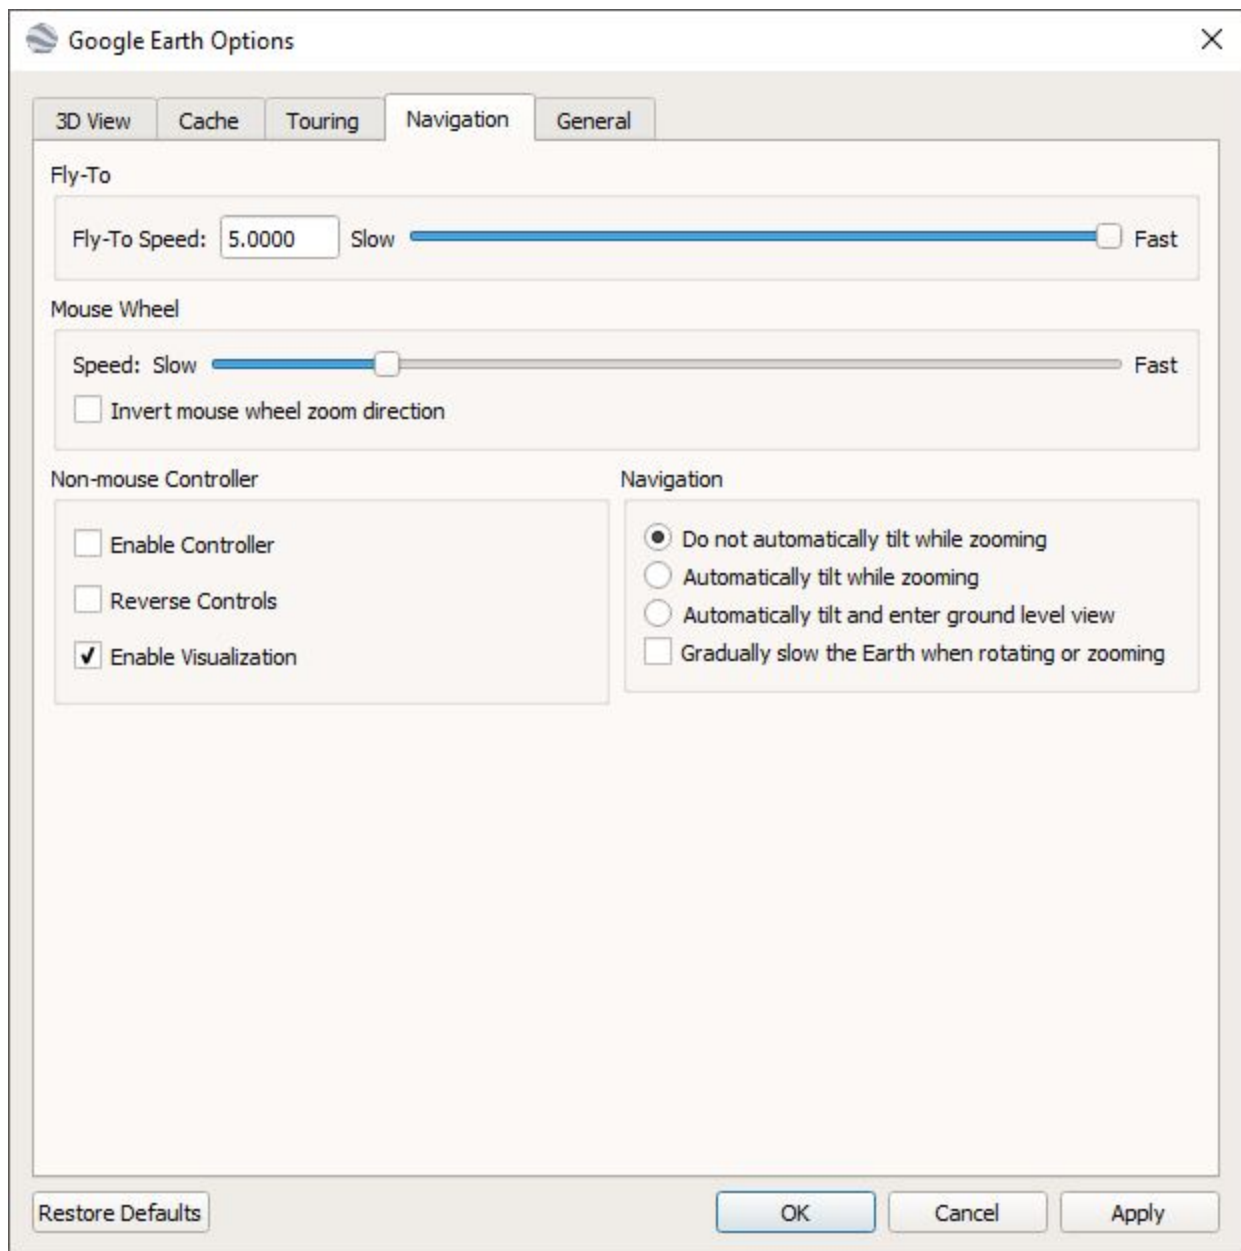 Google Earth Options
3D View Cache Touring Navigation General
Fly-To
Fly-To Speed: 5.0000 Slow Fast
Mouse Wheel
Speed: Slow Fast
Invert mouse wheel zoom direction
Non-mouse Controller
Enable Controller
Reverse Controls
Enable Visualization
Navigation
Do not automatically tilt while zooming
Automatically tilt while zooming
Automatically tilt and enter ground level view
Gradually slow the Earth when rotating or zooming
Restore Defaults OK Cancel Apply